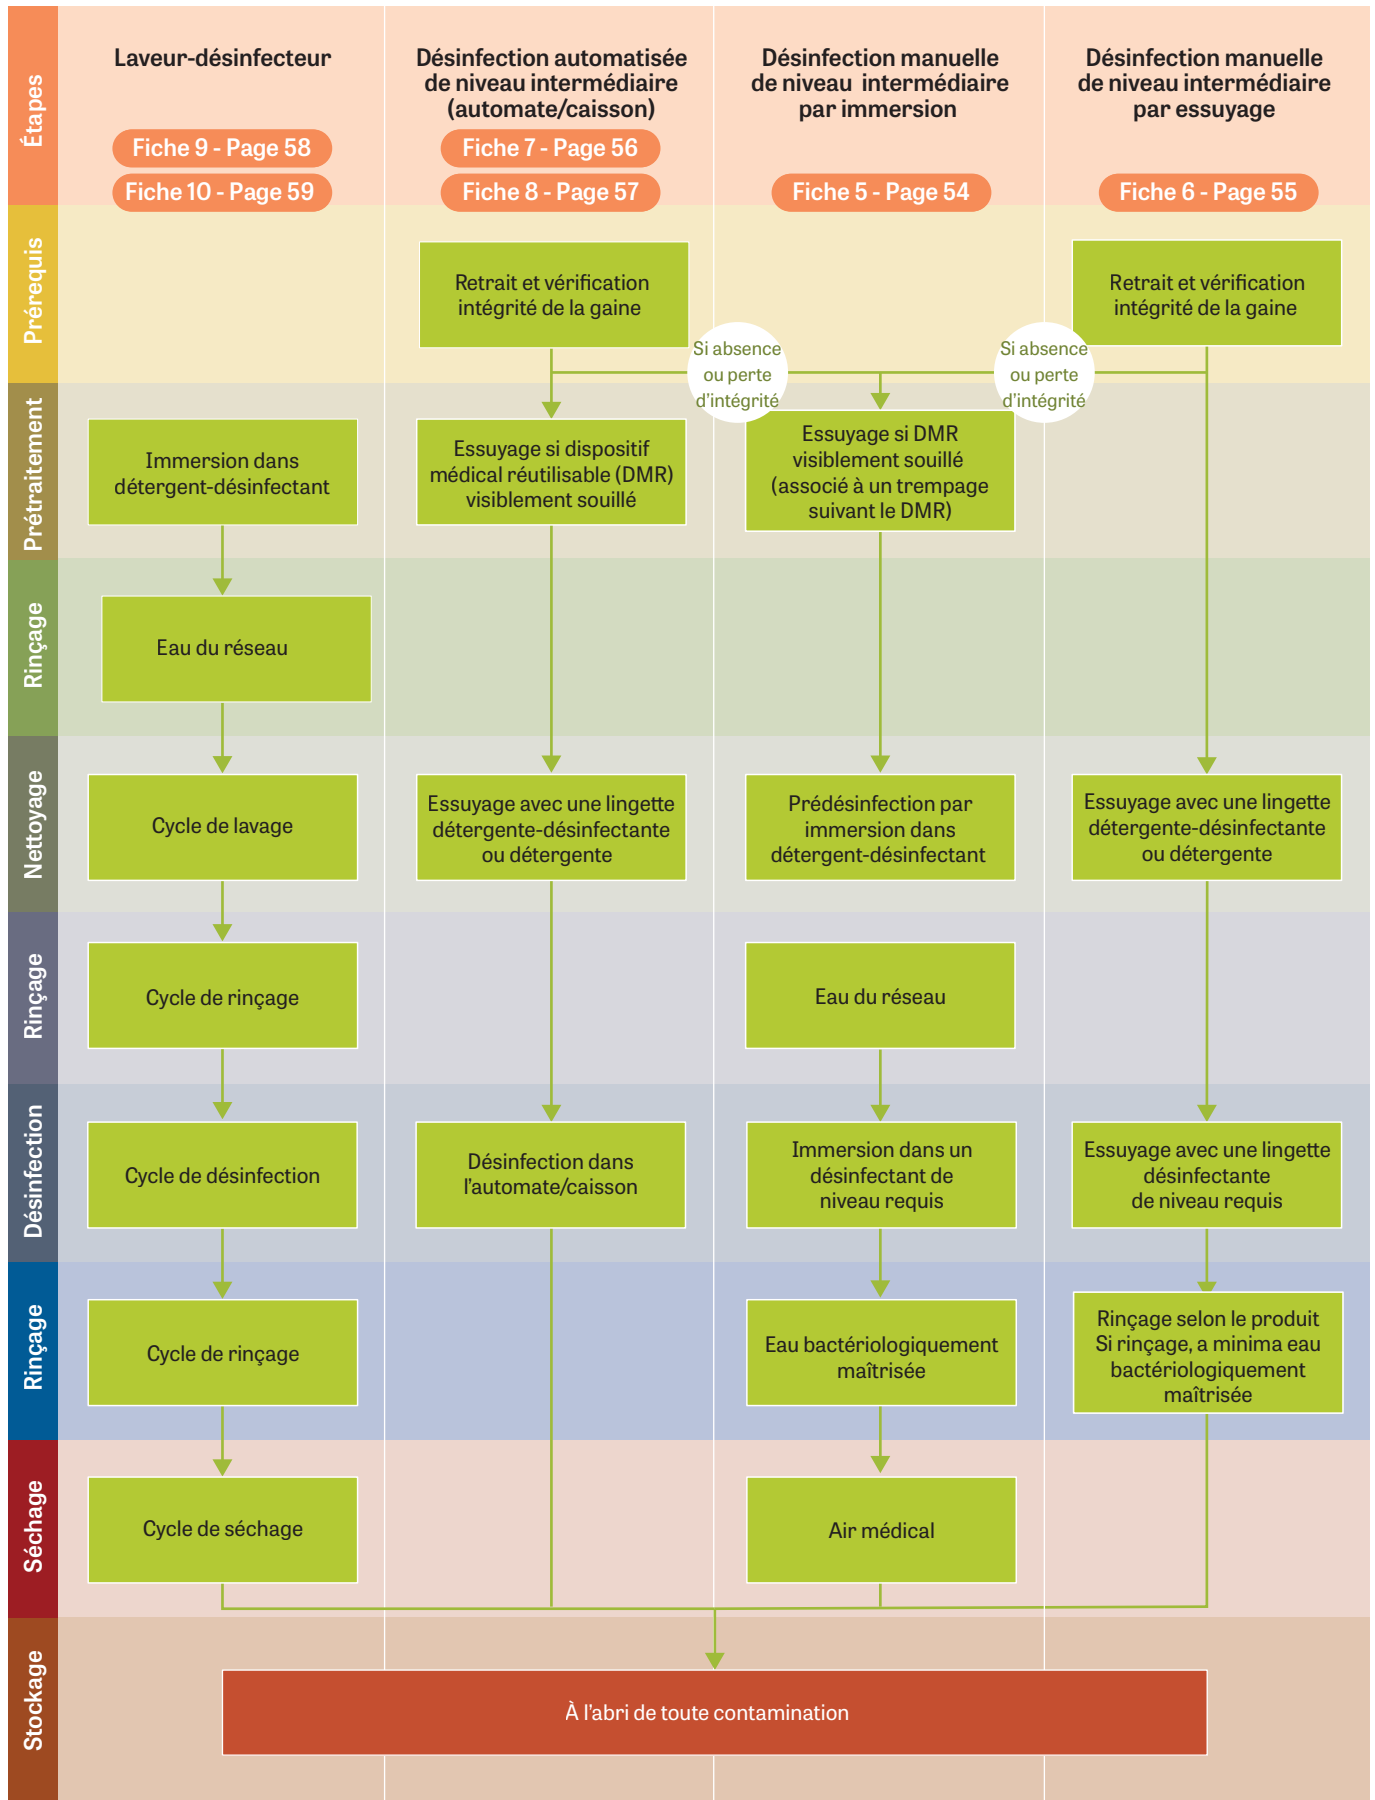 Étapes
Laveur-désinfecteur
Fiche 9 - Page 58
Fiche 10 - Page 59
Désinfection automatisée
de niveau intermédiaire
(automate/caisson)
Fiche 7 - Page 56
Fiche 8 - Page 57
Désinfection manuelle
de niveau intermédiaire
par immersion
Fiche 5 - Page 54
Désinfection manuelle
de niveau intermédiaire
par essuyage
Fiche 6 - Page 55
Prérequis
Retrait et vérification
intégrité de la gaine
Si absence
ou perte
d'intégrité
Si absence
ou perte
d'intégrité
Retrait et vérification
intégrité de la gaine
Prétraitement
Immersion dans
détergent-désinfectant
Essuyage si dispositif
médical réutilisable (DMR)
visiblement souillé
Essuyage si DMR
visiblement souillé
(associé à un trempage
suivant le DMR)
Rinçage
Eau du réseau
Nettoyage
Cycle de lavage
Essuyage avec une lingette
détergente-désinfectante
ou détergente
Prédésinfection par
immersion dans
détergent-désinfectant
Essuyage avec une lingette
détergente-désinfectante
ou détergente
Rinçage
Cycle de rinçage
Eau du réseau
Désinfection
Cycle de désinfection
Désinfection dans
l'automate/caisson
Immersion dans un
désinfectant de
niveau requis
Essuyage avec une lingette
désinfectante
de niveau requis
Rinçage
Cycle de rinçage
Eau bactériologiquement
maîtrisée
Rinçage selon le produit
Si rinçage, a minima eau
bactériologiquement
maîtrisée
Séchage
Cycle de séchage
Air médical
Stockage
À l'abri de toute contamination